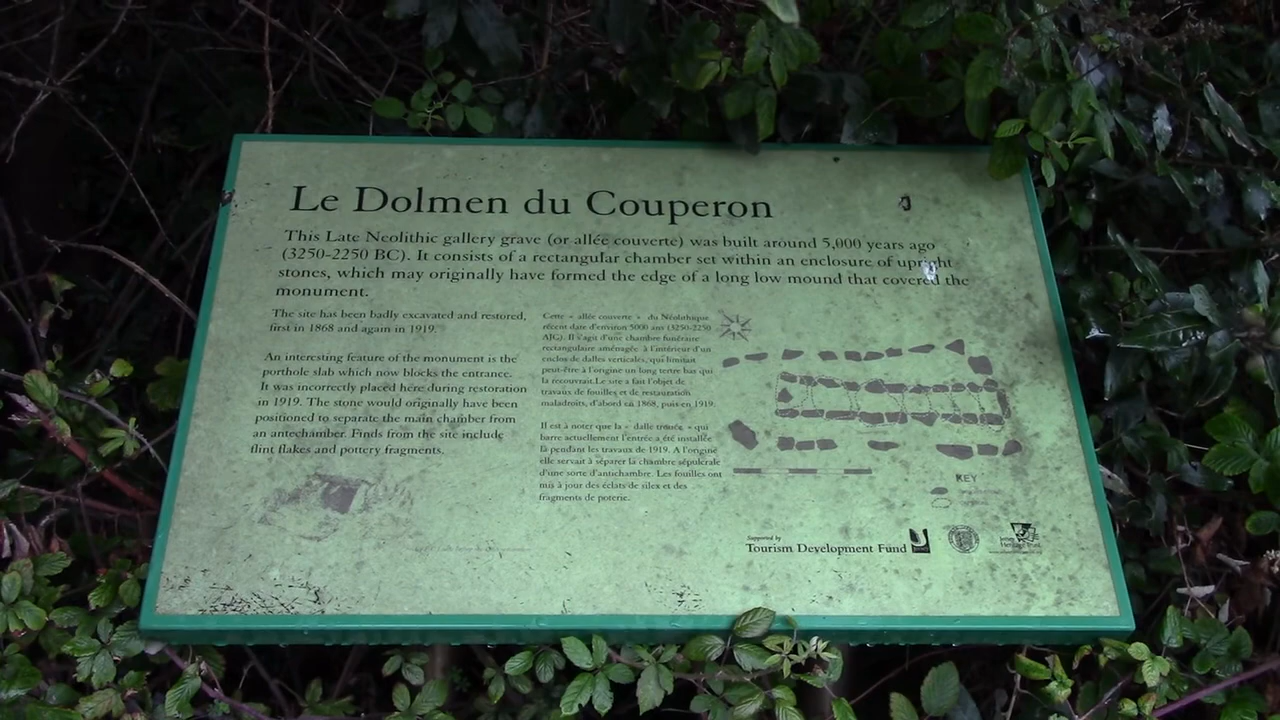 Le Dolmen du Couperon
This Late Neolithic gallery grave (or allée couverte) was built around 5,000 years ago
(3250-2250 BC). It consists of a rectangular chamber set within an enclosure of upright
stones, which may originally have formed the edge of a long low mound that covered the
monument.
The site has been badly excavated and restored,
first in 1868 and again in 1919.
An interesting feature of the monument is the
porthole slab which now blocks the entrance.
It was incorrectly placed here during restoration
in 1919. The stone would originally have been
positioned to separate the main chamber from
an antechamber. Finds from the site include
flint flakes and pottery fragments.
Cette « allée couverte » du Néolithique
récent date d'environ 5000 ans (3250-2250
AJC). Il s'agit d'une chambre funéraire
rectangulaire aménagée à l'intérieur d'un
enclos de dalles verticales, qui limitait
peut-être à l'origine un long tertre bas qui
la recouvrait. Le site a fait l'objet de
travaux de fouilles et de restauration
maladroits, d'abord en 1868, puis en 1919.
Il est à noter que la « dalle trouée » qui
barre actuellement l'entrée a été installée
là pendant les travaux de 1919. A l'origine
elle servait à séparer la chambre sépulcrale
d'une sorte d'antichambre. Les fouilles ont
mis à jour des éclats de silex et des
fragments de poterie.
KEY
Supported by
Tourism Development Fund